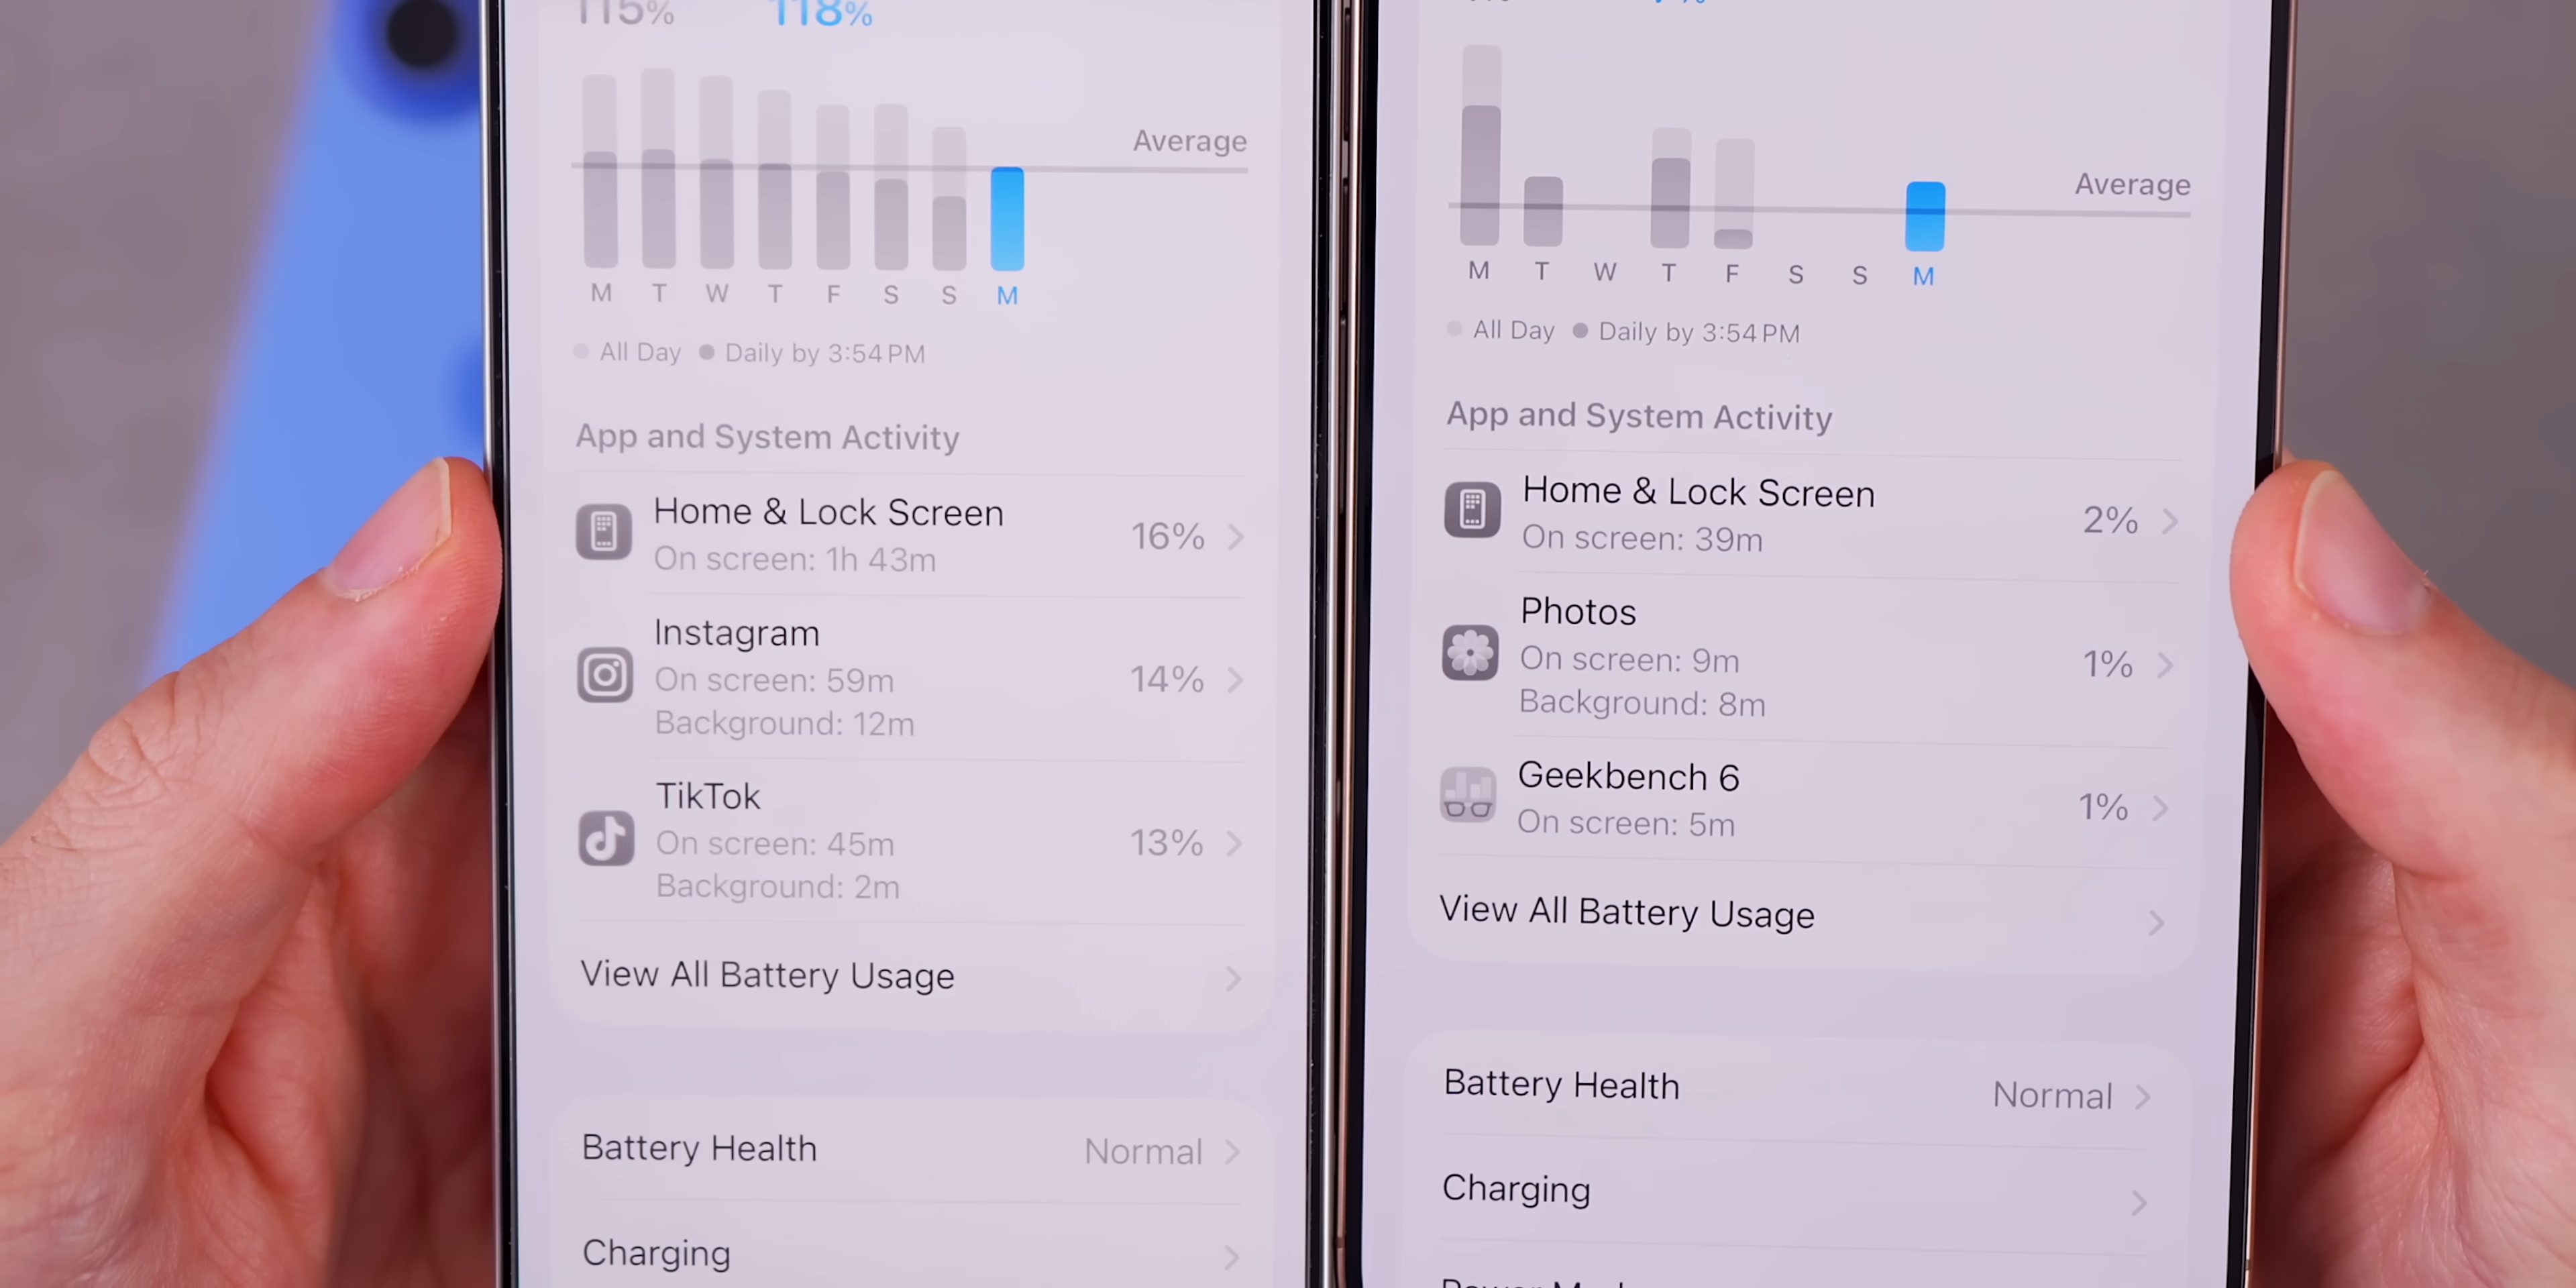 115% 118%
Average
M T W T F S S M
All Day Daily by 3:54 PM
App and System Activity
Home & Lock Screen
On screen: 1h 43m
16%
Instagram
On screen: 59m
Background: 12m
14%
TikTok
On screen: 45m
Background: 2m
13%
View All Battery Usage
Battery Health Normal
Charging
Average
M T W T F S S M
All Day Daily by 3:54 PM
App and System Activity
Home & Lock Screen
On screen: 39m
2%
Photos
On screen: 9m
Background: 8m
1%
Geekbench 6
On screen: 5m
1%
View All Battery Usage
Battery Health Normal
Charging